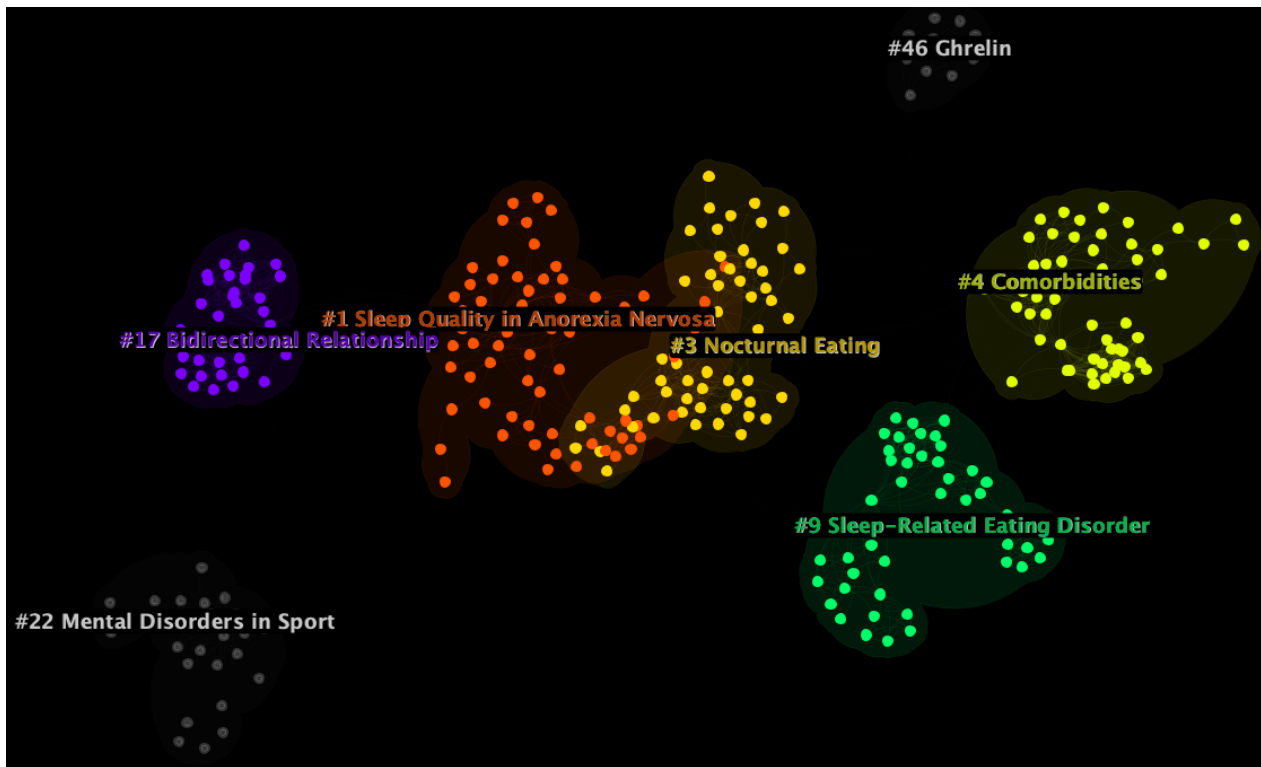 #46 Ghrelin
#4 Comorbidities
#1 Sleep Quality in Anorexia Nervosa
#17 Bidirectional Relationship
#3 Nocturnal Eating
#9 Sleep-Related Eating Disorder
#22 Mental Disorders in Sport